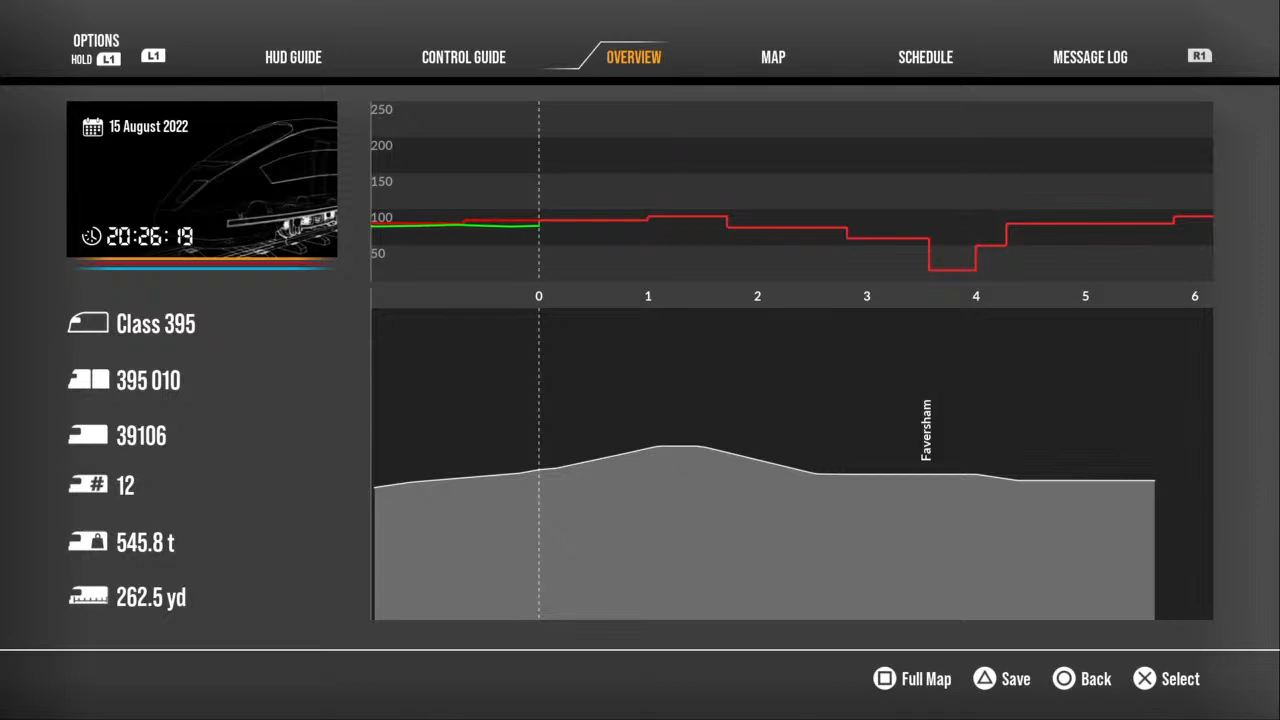 OPTIONS
HOLD L1
L1
HUD GUIDE
CONTROL GUIDE
OVERVIEW
MAP
SCHEDULE
MESSAGE LOG
R1
15 August 2022
20:26:19
Class 395
395 010
39106
# 12
545.8 t
262.5 yd
250
200
150
100
50
0 1 2 3 4 5 6
Faversham
Full Map
Save
Back
Select